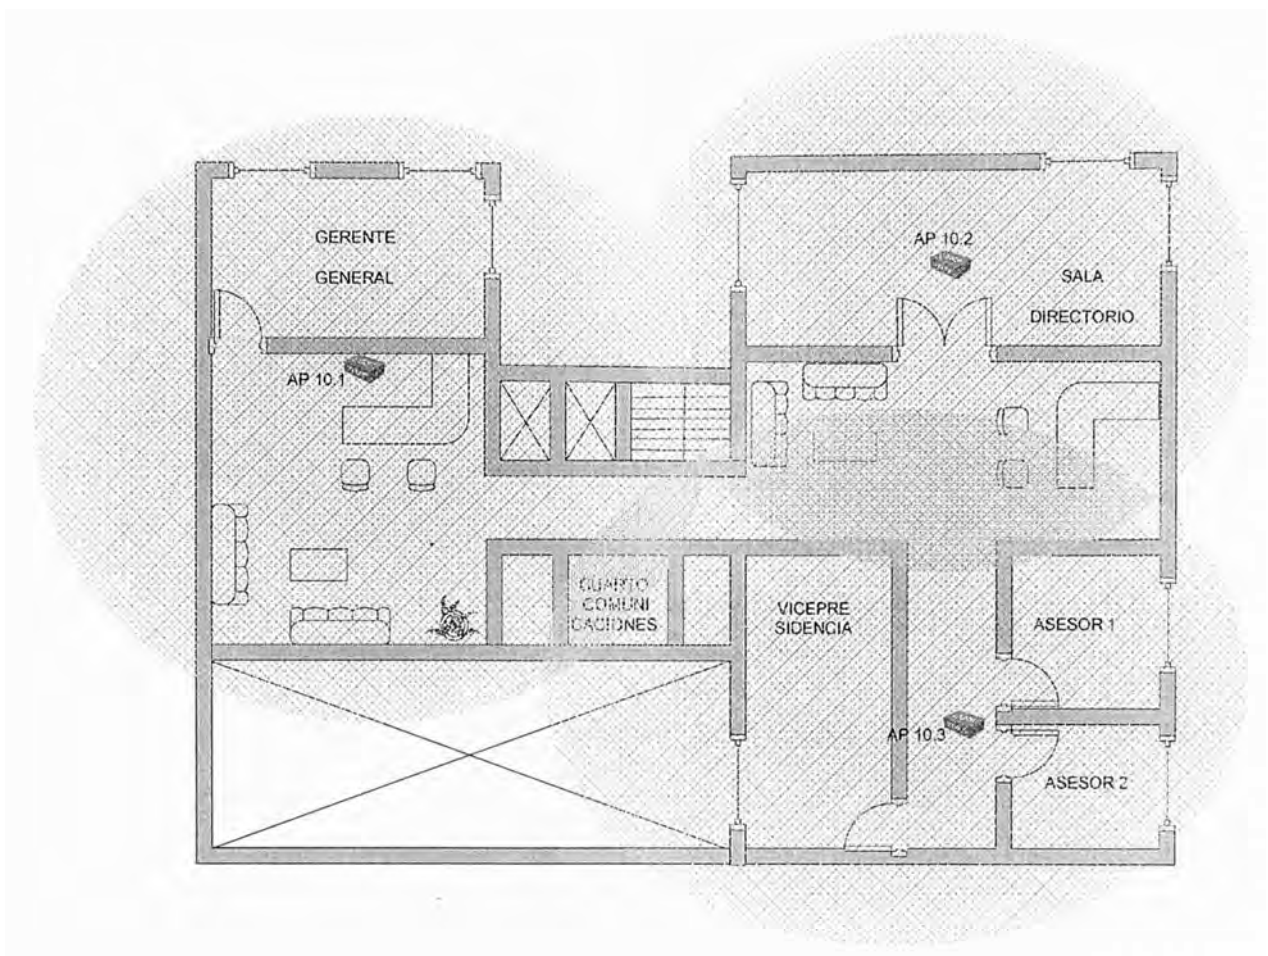 GERENTE
GENERAL
AP 10.1
AP 10.2
SALA
DIRECTORIO
CUARTO
COMUNI
CACIONES
VICEPRE
SIDENCIA
ASESOR 1
AP 10.3
ASESOR 2